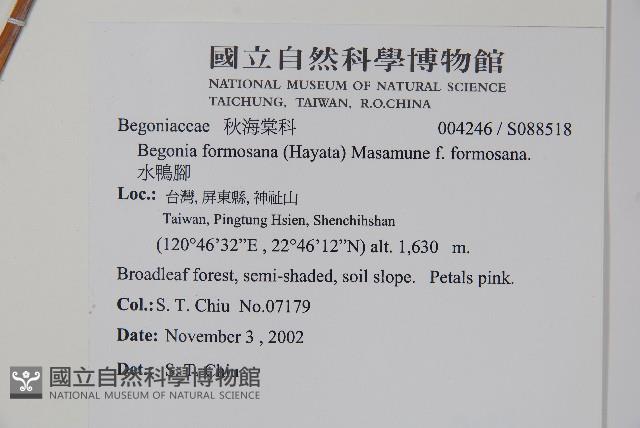 國立自然科學博物館
NATIONAL MUSEUM OF NATURAL SCIENCE
TAICHUNG, TAIWAN, R.O.CHINA
Begoniaceae 秋海棠科 004246 / S088518
Begonia formosana (Hayata) Masamune f. formosana.
水鴨腳
Loc.: 台灣, 屏東縣, 神祉山
Taiwan, Pingtung Hsien, Shenchihshan
(120°46’32”E , 22°46’12”N) alt. 1,630 m.
Broadleaf forest, semi-shaded, soil slope. Petals pink.
Col.: S. T. Chiu No.07179
Date: November 3 , 2002
Det.: S. T. Chiu
國立自然科學博物館
NATIONAL MUSEUM OF NATURAL SCIENCE